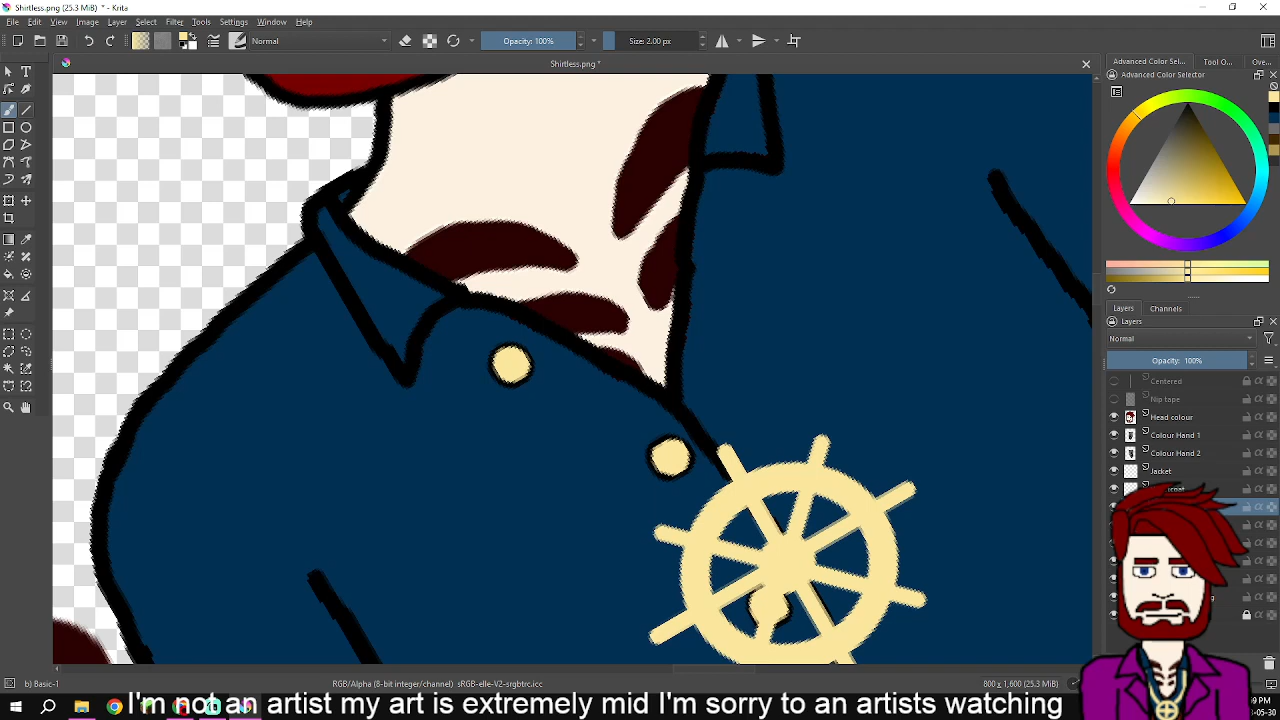 Shirtless.png (25.3 MiB) * - Krita
File Edit View Image Layer Select Filter Tools Settings Window Help
Normal Opacity: 100% Size: 2.00 px
Shirtless.png *
Advanced Color Sel... Tool O... Ove...
Advanced Color Selector
Layers Channels
Layers
Normal
Opacity: 100%
Centered
Nip tape
Head colour
Colour Hand 1
Colour Hand 2
Jacket
b) Basic-1 RGB/Alpha (8-bit integer/channel) sRGB-elle-V2-srgbtrc.icc 800 x 1,600 (25.3 MiB)
I'm not an artist my art is extremely mid I'm sorry to an artists watching